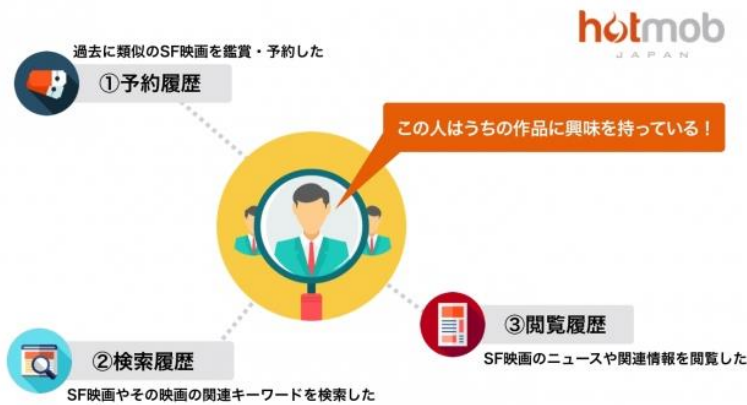 hotmob
JAPAN
過去に類似のSF映画を鑑賞・予約した
①予約履歴
この人はうちの作品に興味を持っている！
③閲覧履歴
SF映画のニュースや関連情報を閲覧した
②検索履歴
SF映画やその映画の関連キーワードを検索した